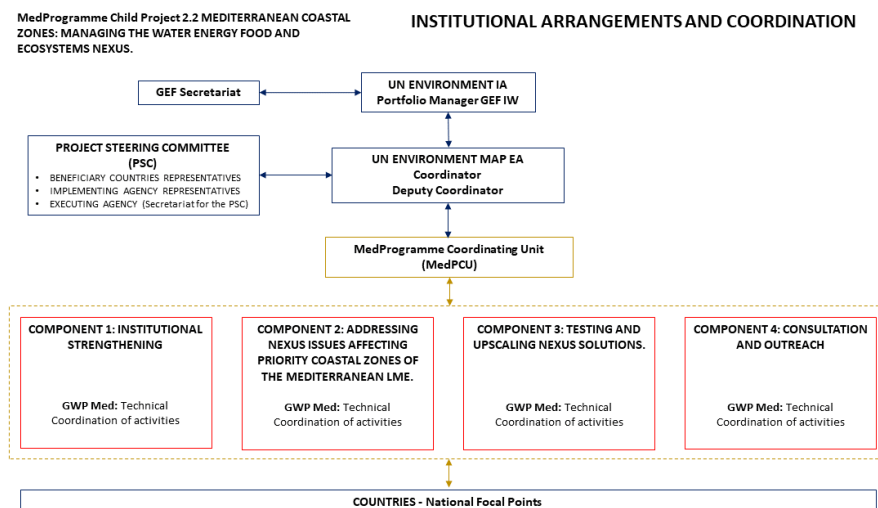 MedProgramme Child Project 2.2 MEDITERRANEAN COASTAL
ZONES: MANAGING THE WATER ENERGY FOOD AND
ECOSYSTEMS NEXUS.
INSTITUTIONAL ARRANGEMENTS AND COORDINATION
GEF Secretariat
UN ENVIRONMENT IA
Portfolio Manager GEF IW
PROJECT STEERING COMMITTEE
(PSC)
• BENEFICIARY COUNTRIES REPRESENTATIVES
• IMPLEMENTING AGENCY REPRESENTATIVES
• EXECUTING AGENCY (Secretariat for the PSC)
UN ENVIRONMENT MAP EA
Coordinator
Deputy Coordinator
MedProgramme Coordinating Unit
(MedPCU)
COMPONENT 1: INSTITUTIONAL
STRENGTHENING
GWP Med: Technical
Coordination of activities
COMPONENT 2: ADDRESSING
NEXUS ISSUES AFFECTING
PRIORITY COASTAL ZONES OF
THE MEDITERRANEAN LME.
GWP Med: Technical
Coordination of activities
COMPONENT 3: TESTING AND
UPSCALING NEXUS SOLUTIONS.
GWP Med: Technical
Coordination of activities
COMPONENT 4: CONSULTATION
AND OUTREACH
GWP Med: Technical
Coordination of activities
COUNTRIES - National Focal Points